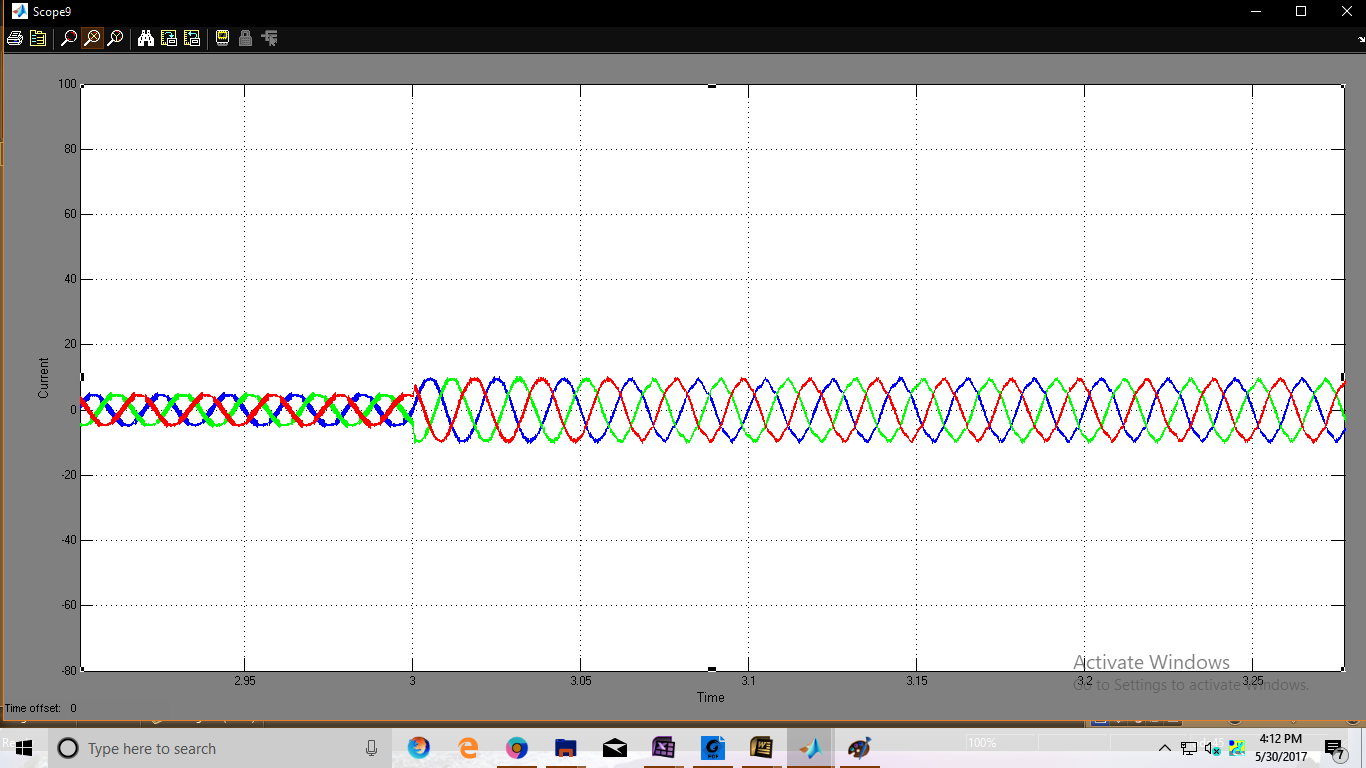 Scope9
100
80
60
40
20
0
-20
-40
-60
-80
Current
2.95
3
3.05
3.1
3.15
3.2
3.25
Time
Time offset: 0
Activate Windows
Go to Settings to activate Windows.
Type here to search
100%
4:12 PM
5/30/2017
7